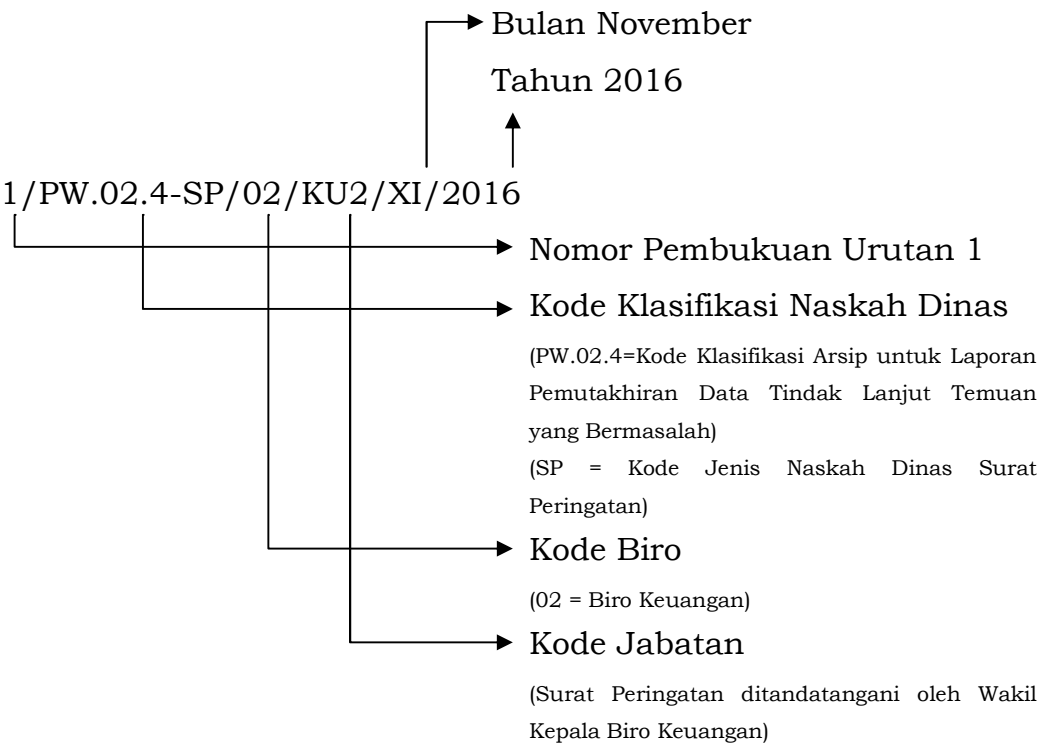 Bulan November
Tahun 2016
1/PW.02.4-SP/02/KU2/XI/2016
Nomor Pembukuan Urutan 1
Kode Klasifikasi Naskah Dinas
(PW.02.4=Kode Klasifikasi Arsip untuk Laporan
Pemutakhiran Data Tindak Lanjut Temuan
yang Bermasalah)
(SP = Kode Jenis Naskah Dinas Surat
Peringatan)
Kode Biro
(02 = Biro Keuangan)
Kode Jabatan
(Surat Peringatan ditandatangani oleh Wakil
Kepala Biro Keuangan)